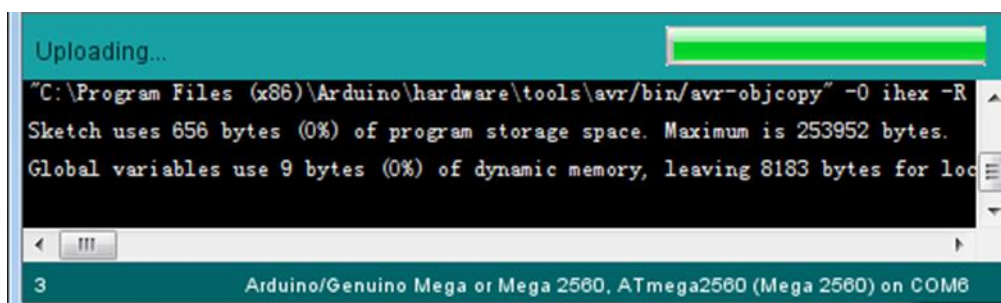 Uploading...
"C:\Program Files (x86)\Arduino\hardware\tools\avr/bin/avr-objcopy" -O ihex -R
Sketch uses 656 bytes (0%) of program storage space. Maximum is 253952 bytes.
Global variables use 9 bytes (0%) of dynamic memory, leaving 8183 bytes for loc
3 Arduino/Genuino Mega or Mega 2560, ATmega2560 (Mega 2560) on COM6